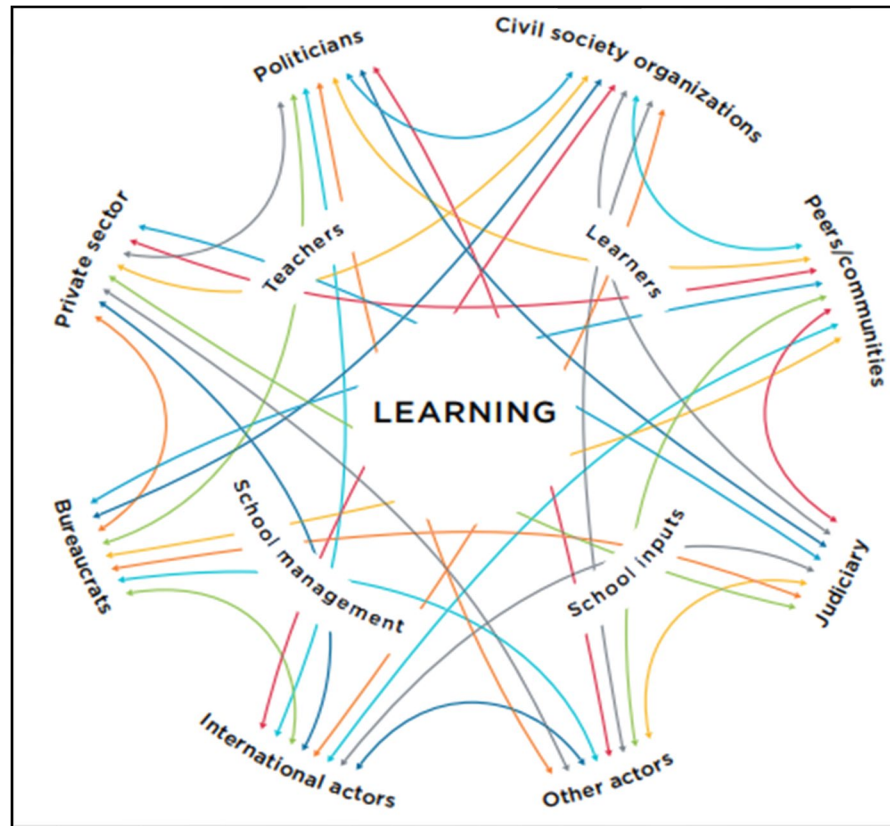 Politicians
Civil society organizations
Private sector
Teachers
Learners
Peers/communities
LEARNING
Bureaucrats
School management
School inputs
Judiciary
International actors
Other actors